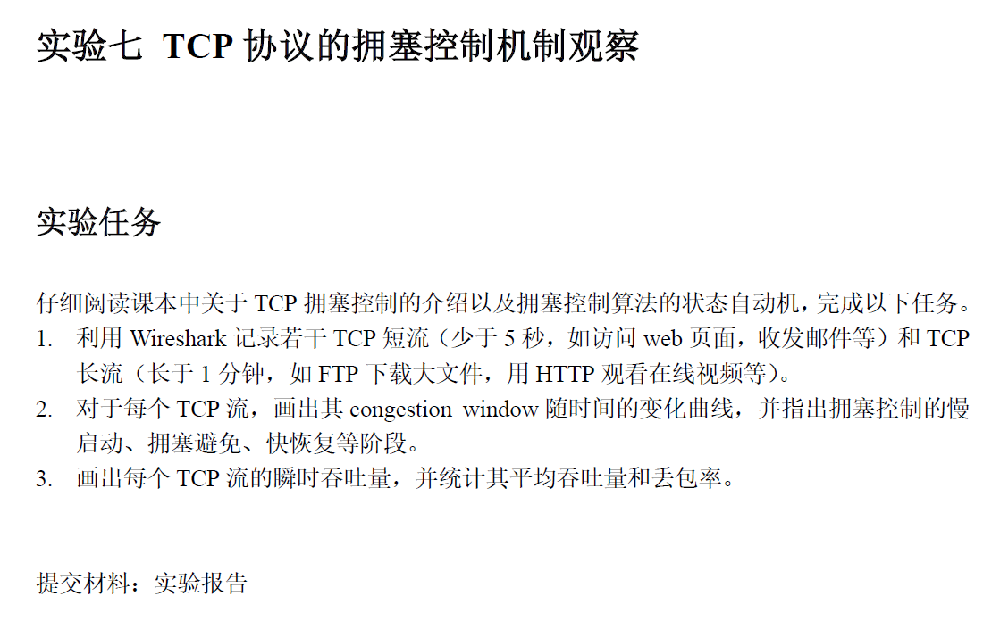 实验七 TCP 协议的拥塞控制机制观察
实验任务
仔细阅读课本中关于 TCP 拥塞控制的介绍以及拥塞控制算法的状态自动机，完成以下任务。
1. 利用 Wireshark 记录若干 TCP 短流（少于 5 秒，如访问 web 页面，收发邮件等）和 TCP
长流（长于 1 分钟，如 FTP 下载大文件，用 HTTP 观看在线视频等）。
2. 对于每个 TCP 流，画出其 congestion window 随时间的变化曲线，并指出拥塞控制的慢
启动、拥塞避免、快恢复等阶段。
3. 画出每个 TCP 流的瞬时吞吐量，并统计其平均吞吐量和丢包率。
提交材料：实验报告